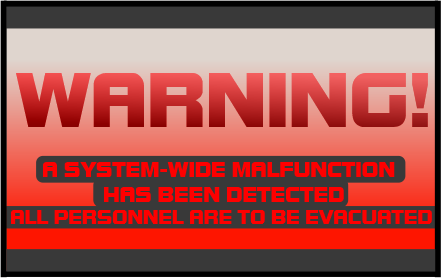 WARNING!
A SYSTEM-WIDE MALFUNCTION
HAS BEEN DETECTED
ALL PERSONNEL ARE TO BE EVACUATED